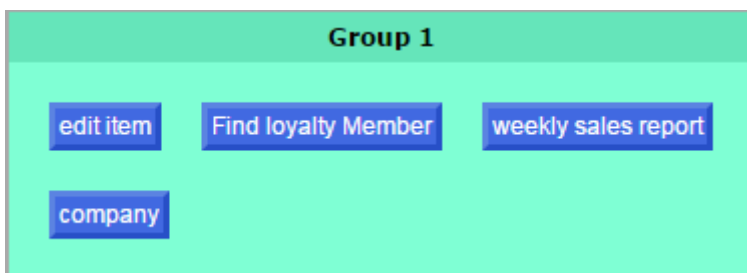 Group 1
edit item Find loyalty Member weekly sales report
company